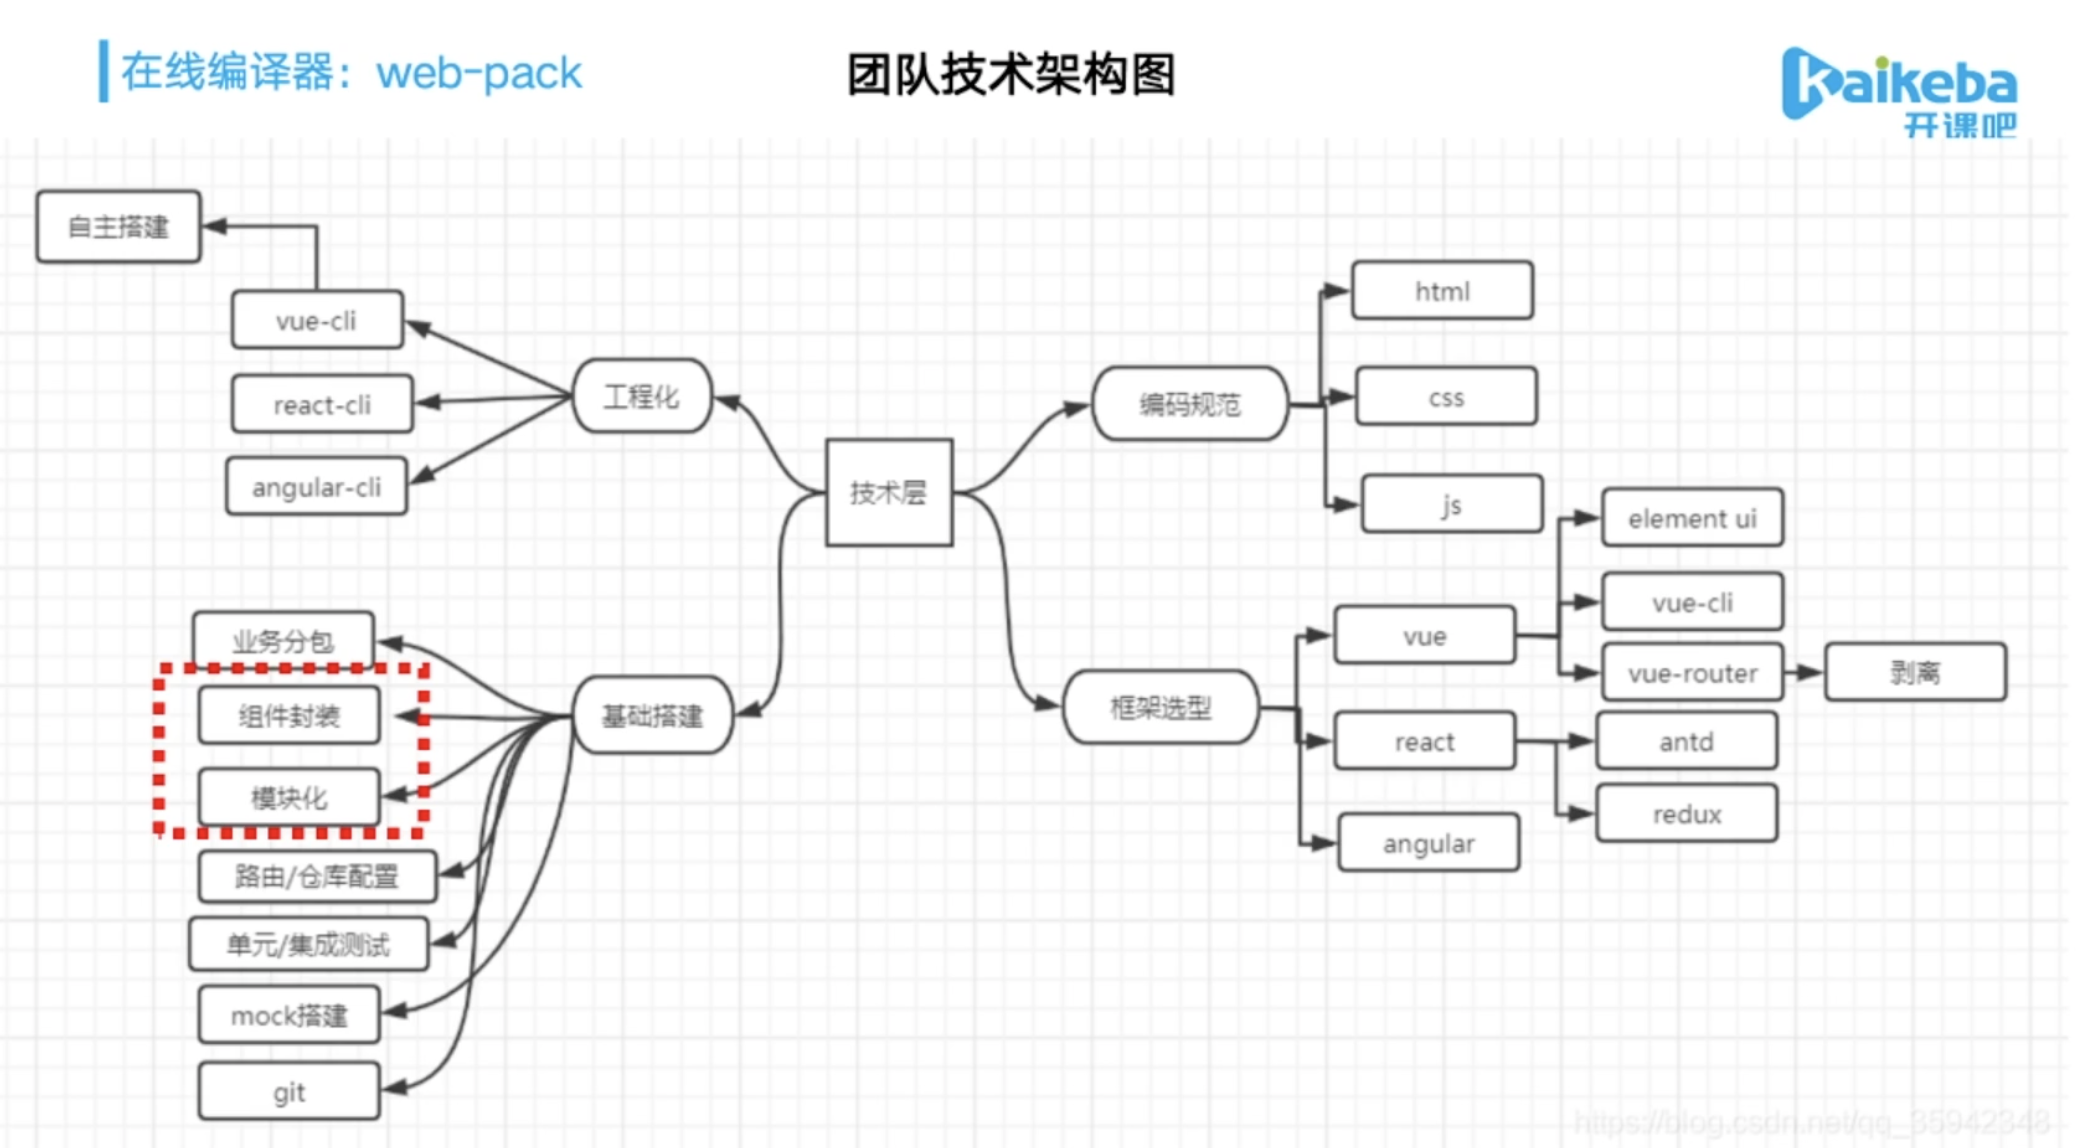 在线编译器：web-pack
团队技术架构图
kaikeba
开课吧
自主搭建
vue-cli
react-cli
angular-cli
工程化
技术层
编码规范
html
css
js
业务分包
组件封装
模块化
路由/仓库配置
单元/集成测试
mock搭建
git
基础搭建
框架选型
vue
react
angular
element ui
vue-cli
vue-router
剥离
antd
redux
https://blog.csdn.net/qq_35942348